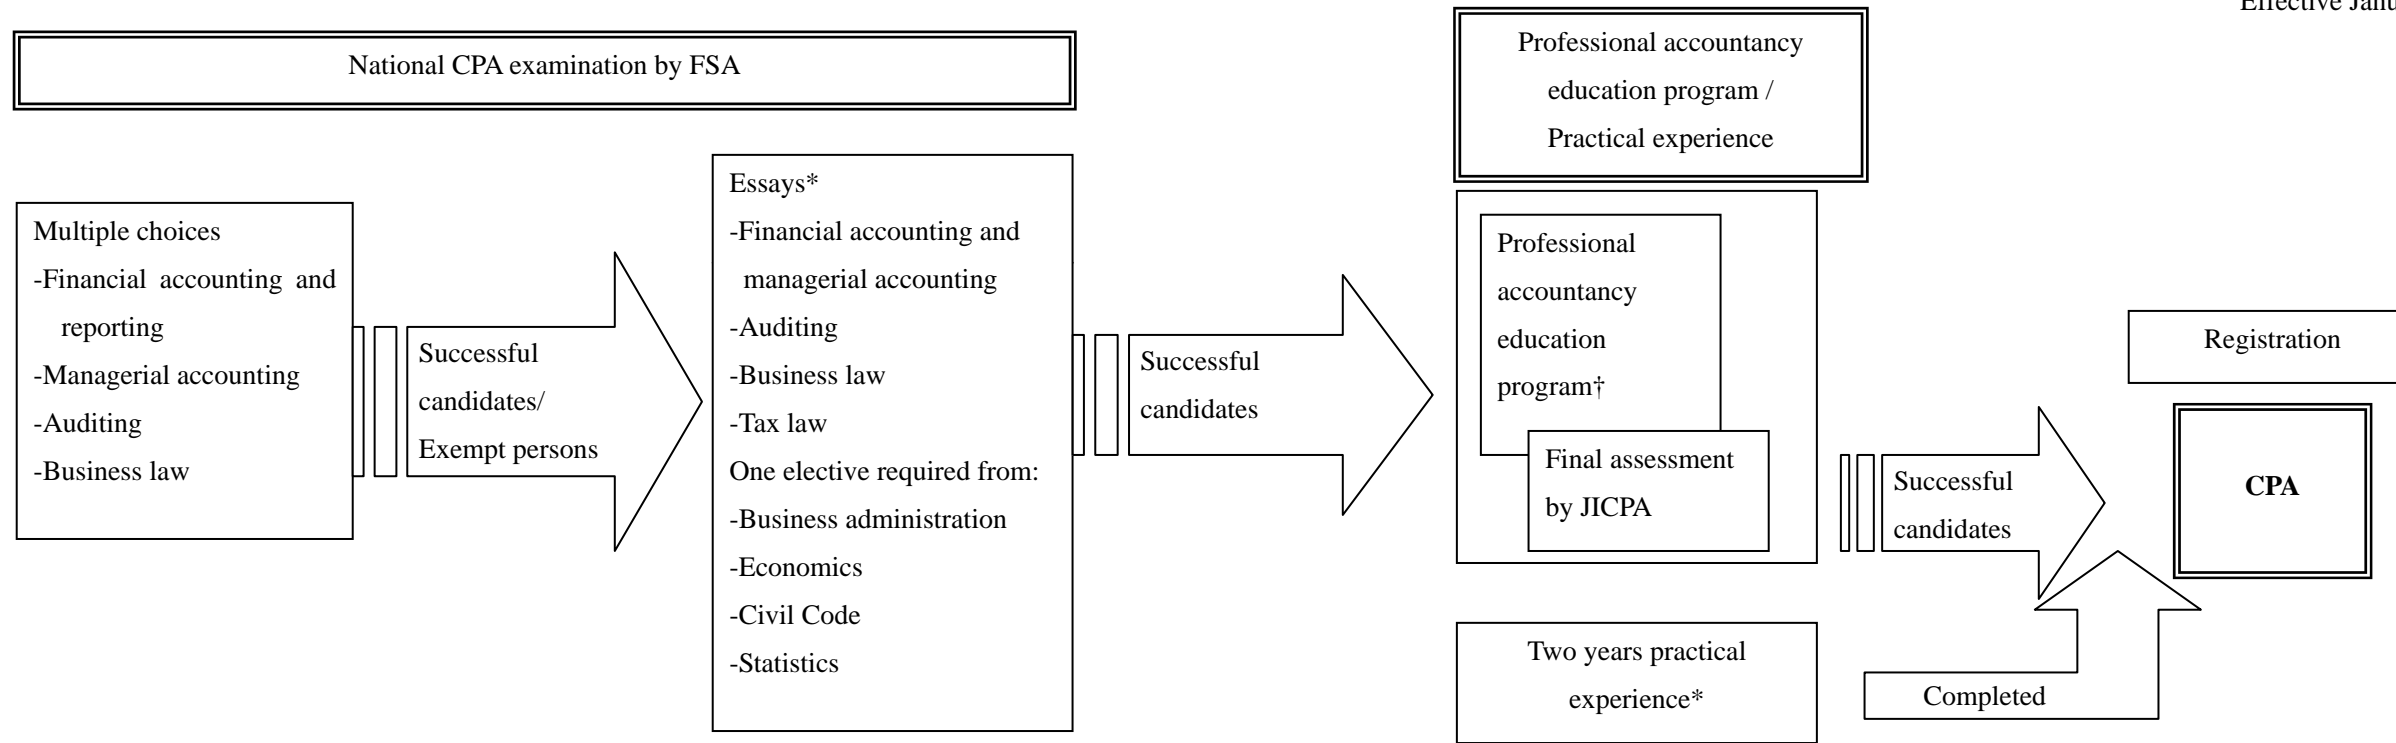 Effective
National CPA examination by FSA
Professional accountancy
education program /
Practical experience
Multiple choices
-Financial accounting and
reporting
-Managerial accounting
-Auditing
-Business law
Successful
candidates/
Exempt persons
Essays*
-Financial accounting and
managerial accounting
-Auditing
-Business law
-Tax law
One elective required from:
-Business administration
-Economics
-Civil Code
-Statistics
Successful
candidates
Professional
accountancy
education
program†
Final assessment
by JICPA
Two years practical
experience*
Successful
candidates
Completed
Registration
CPA